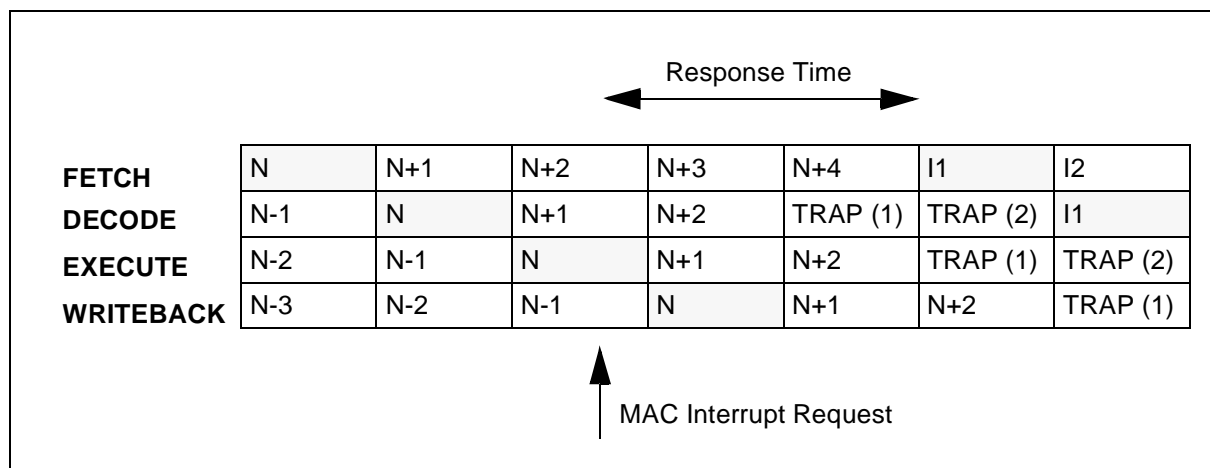 Response Time
FETCH N N+1 N+2 N+3 N+4 I1 I2
DECODE N-1 N N+1 N+2 TRAP (1) TRAP (2) I1
EXECUTE N-2 N-1 N N+1 N+2 TRAP (1) TRAP (2)
WRITEBACK N-3 N-2 N-1 N N+1 N+2 TRAP (1)
MAC Interrupt Request